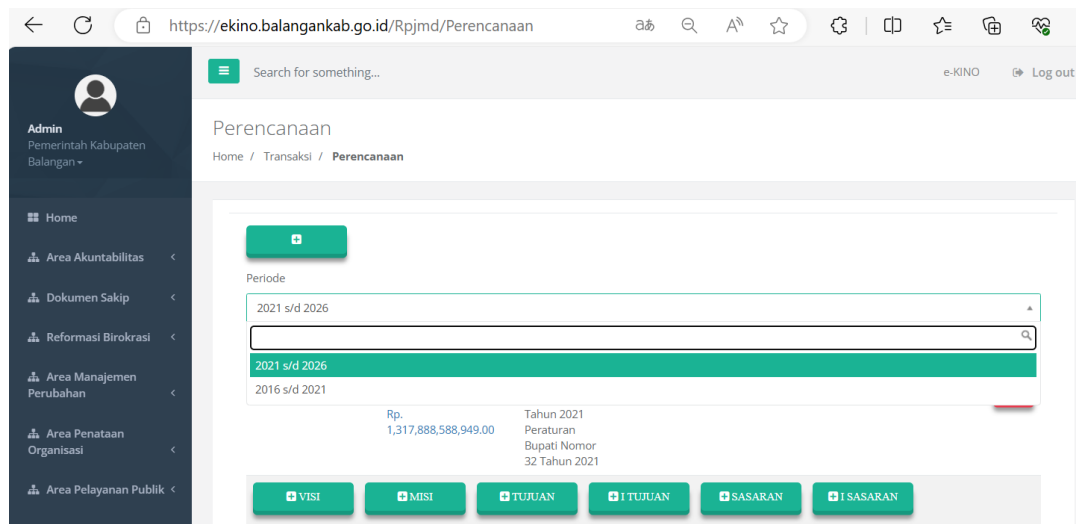 https://ekino.balangankab.go.id/Rpjmd/Perencanaan
Search for something...
e-KINO
Log out
Admin
Pemerintah Kabupaten
Balangan
Perencanaan
Home / Transaksi / Perencanaan
Home
Area Akuntabilitas
Dokumen Sakip
Reformasi Birokrasi
Area Manajemen
Perubahan
Area Penataan
Organisasi
Area Pelayanan Publik
Periode
2021 s/d 2026
2021 s/d 2026
2016 s/d 2021
Rp.
1,317,888,588,949.00
Tahun 2021
Peraturan
Bupati Nomor
32 Tahun 2021
VISI
MISI
TUJUAN
I TUJUAN
SASARAN
I SASARAN